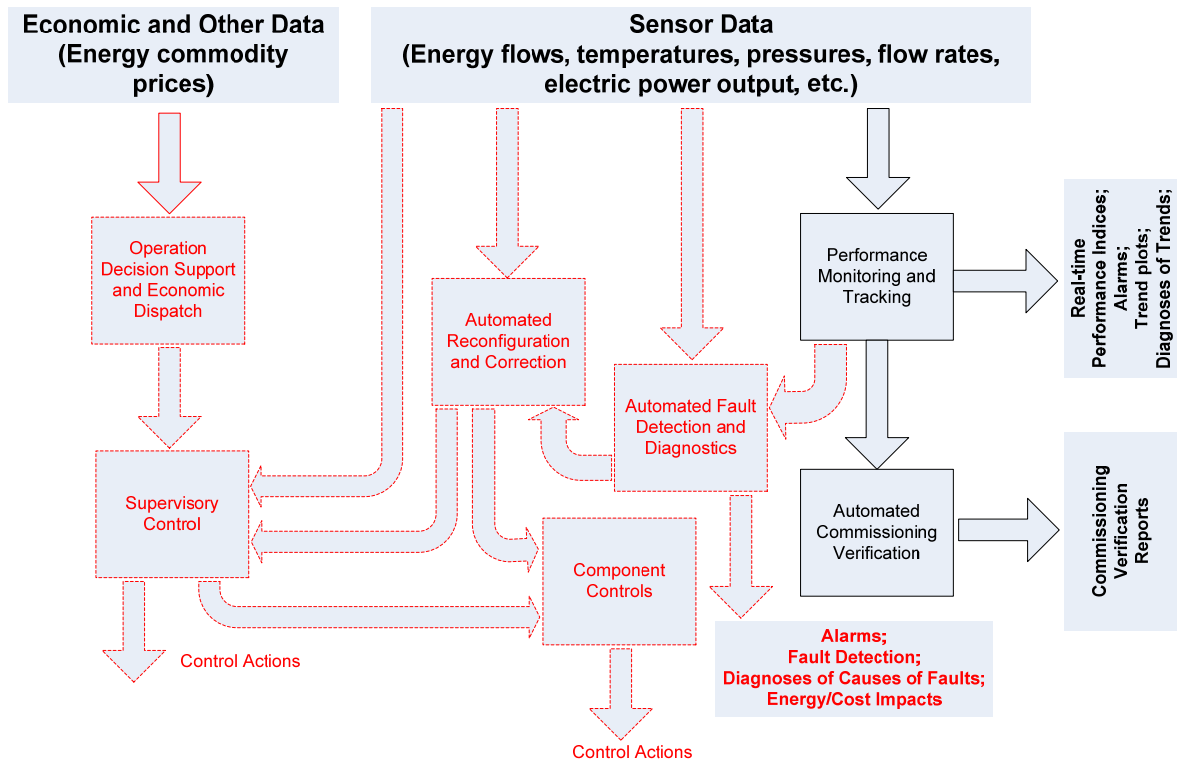 Economic and Other Data
(Energy commodity
prices)
Sensor Data
(Energy flows, temperatures, pressures, flow rates,
electric power output, etc.)
Operation
Decision Support
and Economic
Dispatch
Automated
Reconfiguration
and Correction
Automated Fault
Detection and
Diagnostics
Performance
Monitoring and
Tracking
Real-time
Performance Indices;
Alarms;
Trend plots;
Diagnoses of Trends;
Supervisory
Control
Component
Controls
Automated
Commissioning
Verification
Commissioning
Verification
Reports
Control Actions
Alarms;
Fault Detection;
Diagnoses of Causes of Faults;
Energy/Cost Impacts
Control Actions